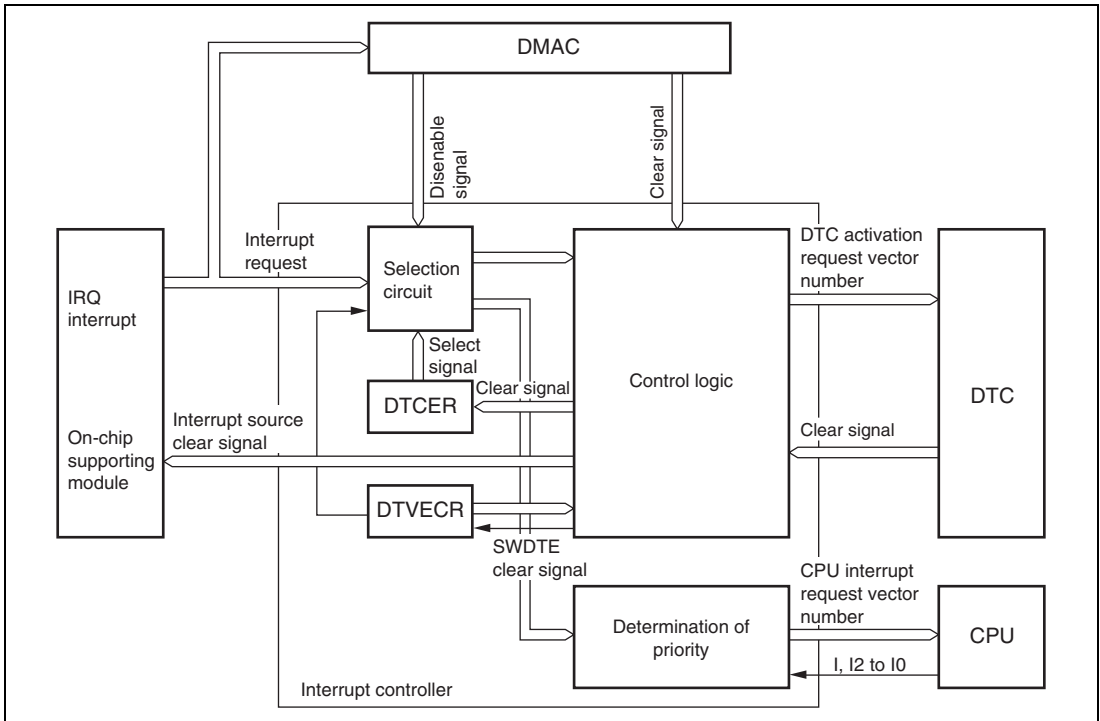 DMAC
Disenable
signal
Clear signal
Interrupt
request
Selection
circuit
DTC activation
request vector
number
IRQ
interrupt
Select
signal
Control logic
DTC
DTCER
Clear signal
Interrupt source
clear signal
Clear signal
On-chip
supporting
module
DTVECR
SWDTE
clear signal
CPU interrupt
request vector
number
Determination of
priority
CPU
I, I2 to I0
Interrupt controller